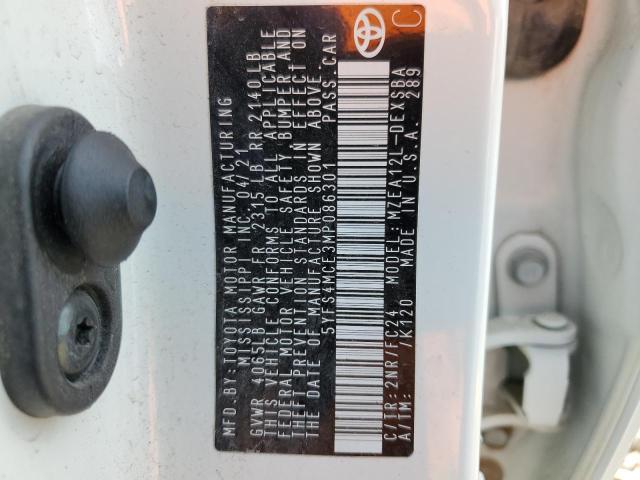 MFD. BY: TOYOTA MOTOR MANUFACTURING
MISSISSIPPI INC. 04/21
GVWR 4065LB GAWR FR 2315LB RR 2140LB
THIS VEHICLE CONFORMS TO ALL APPLICABLE
FEDERAL MOTOR VEHICLE SAFETY, BUMPER AND
THEFT PREVENTION STANDARDS IN EFFECT ON
THE DATE OF MANUFACTURE SHOWN ABOVE.
5YFS4MCE3MP086301 PASS. CAR
C/TR: 2NR/FC24 MODEL: MZEA12L-DEXSBA
A/TM: /K120 MADE IN U.S.A. 289
C